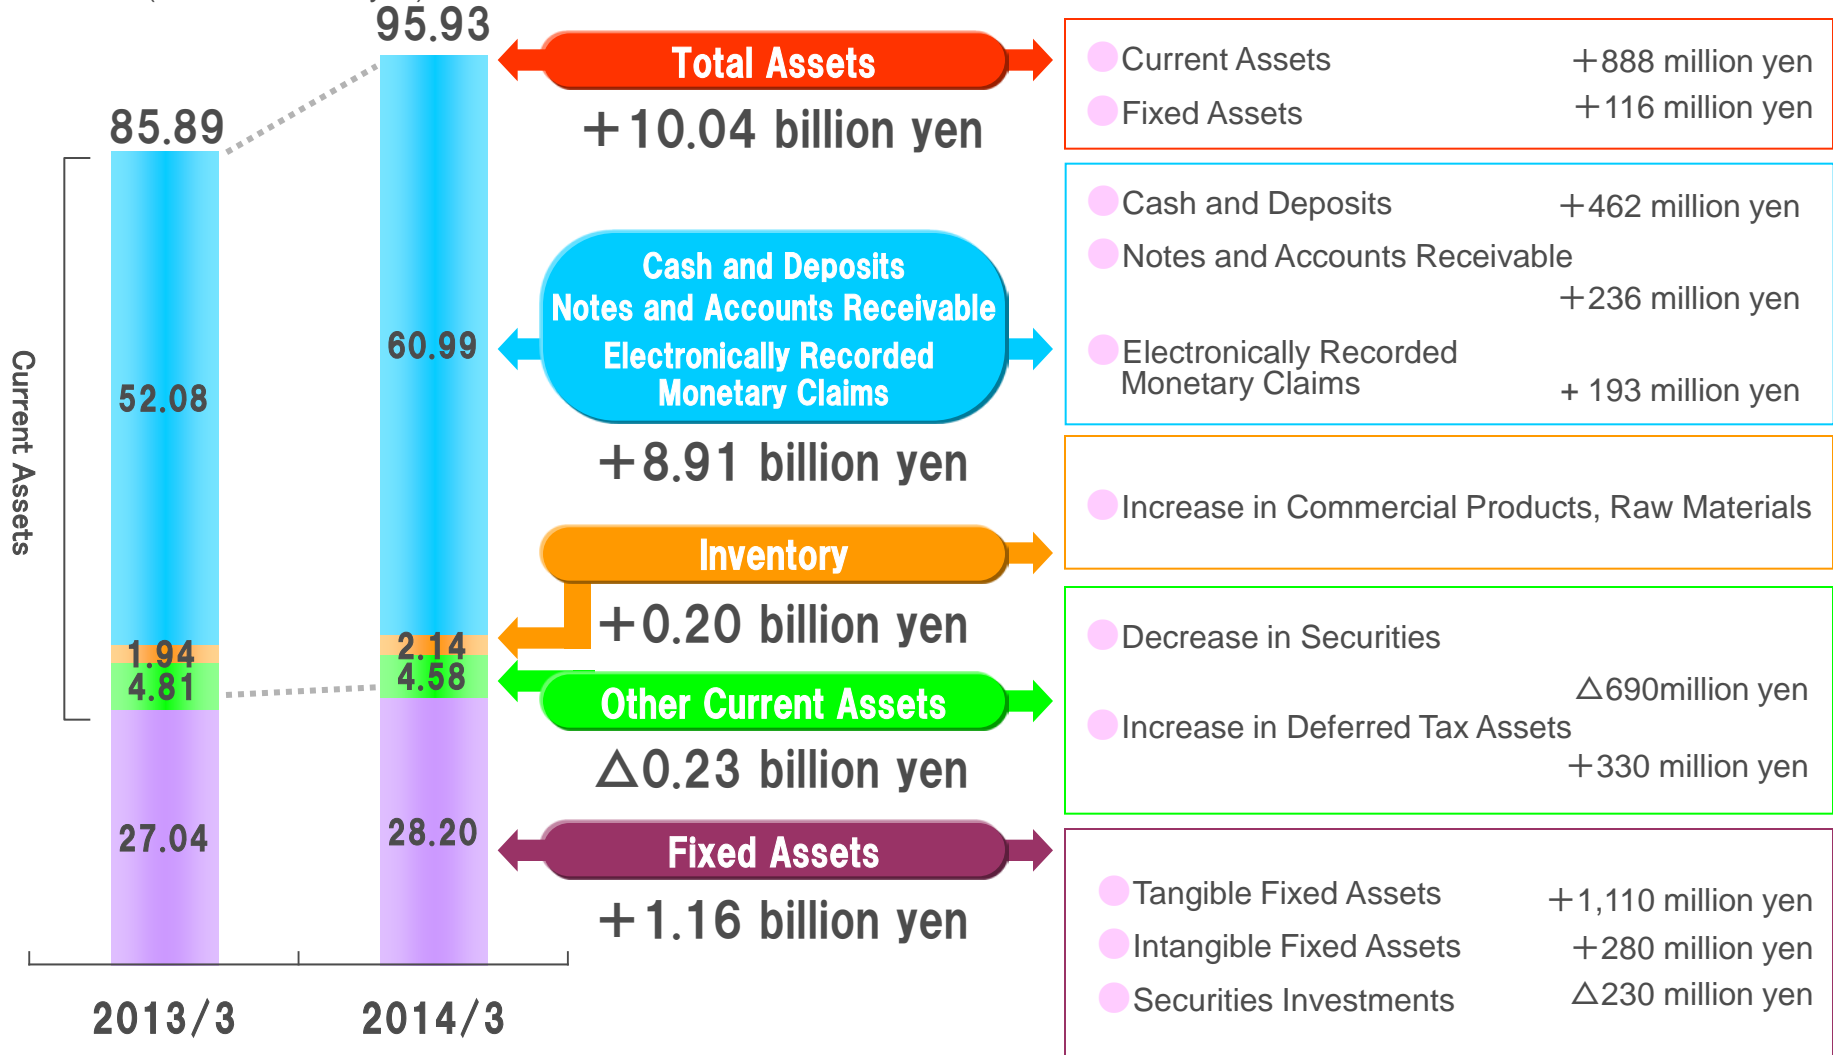 95.93
85.89
Current Assets
52.08
60.99
1.94
2.14
4.81
4.58
27.04
28.20
2013/3
2014/3
Total Assets
+10.04 billion yen
Current Assets +888 million yen
Fixed Assets +116 million yen
Cash and Deposits
Notes and Accounts Receivable
Electronically Recorded
Monetary Claims
+8.91 billion yen
Cash and Deposits +462 million yen
Notes and Accounts Receivable
+236 million yen
Electronically Recorded
Monetary Claims + 193 million yen
Inventory
+0.20 billion yen
Increase in Commercial Products, Raw Materials
Other Current Assets
△0.23 billion yen
Decrease in Securities
△690million yen
Increase in Deferred Tax Assets
+330 million yen
Fixed Assets
+1.16 billion yen
Tangible Fixed Assets +1,110 million yen
Intangible Fixed Assets +280 million yen
Securities Investments △230 million yen